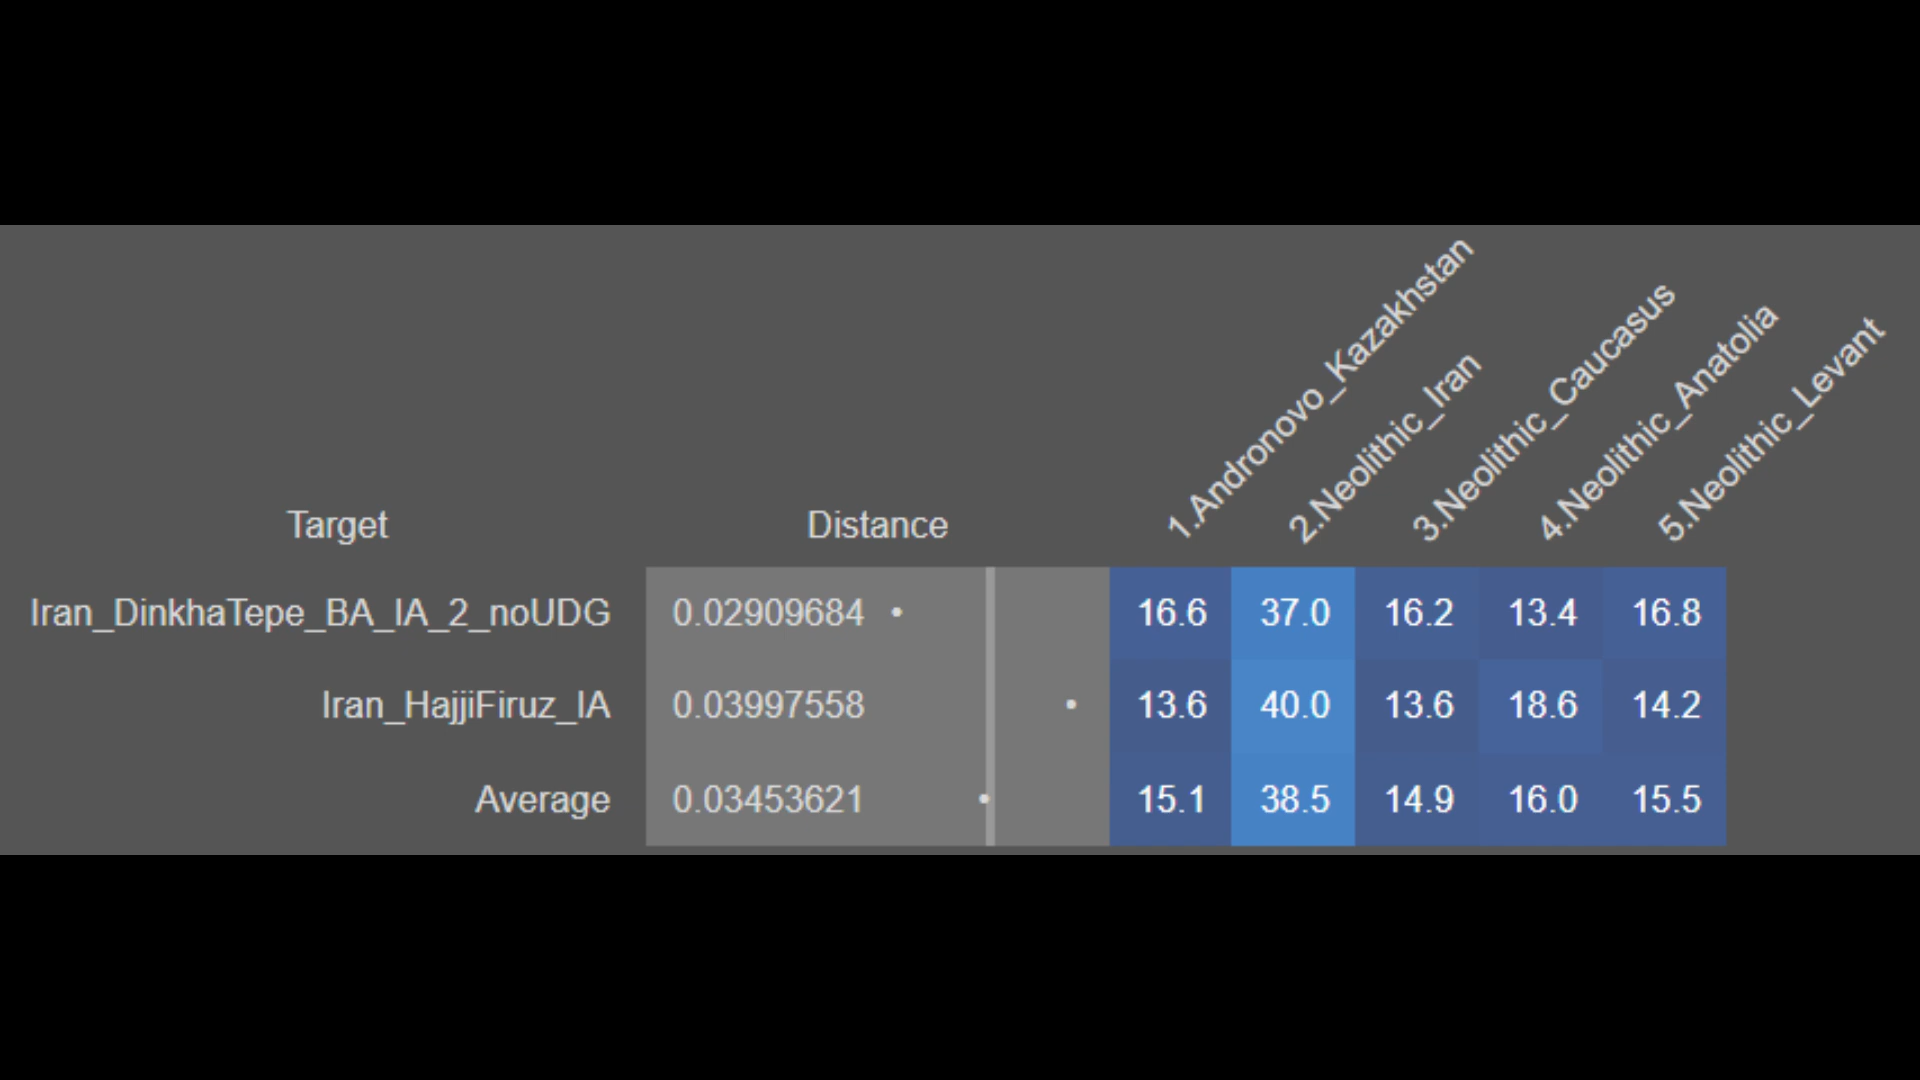 Target Distance 1.Andronovo_Kazakhstan 2.Neolithic_Iran 3.Neolithic_Caucasus 4.Neolithic_Anatolia 5.Neolithic_Levant
Iran_DinkhaTepe_BA_IA_2_noUDG 0.02909684 16.6 37.0 16.2 13.4 16.8
Iran_HajjiFiruz_IA 0.03997558 13.6 40.0 13.6 18.6 14.2
Average 0.03453621 15.1 38.5 14.9 16.0 15.5